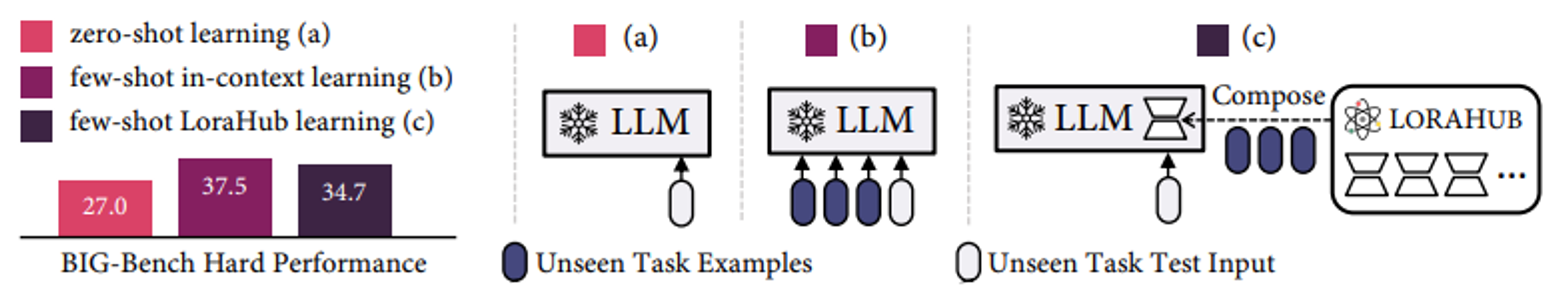 zero-shot learning (a)
few-shot in-context learning (b)
few-shot LoraHub learning (c)
27.0
37.5
34.7
BIG-Bench Hard Performance
(a)
LLM
(b)
LLM
(c)
LLM
Compose
LORAHUB
...
Unseen Task Examples
Unseen Task Test Input